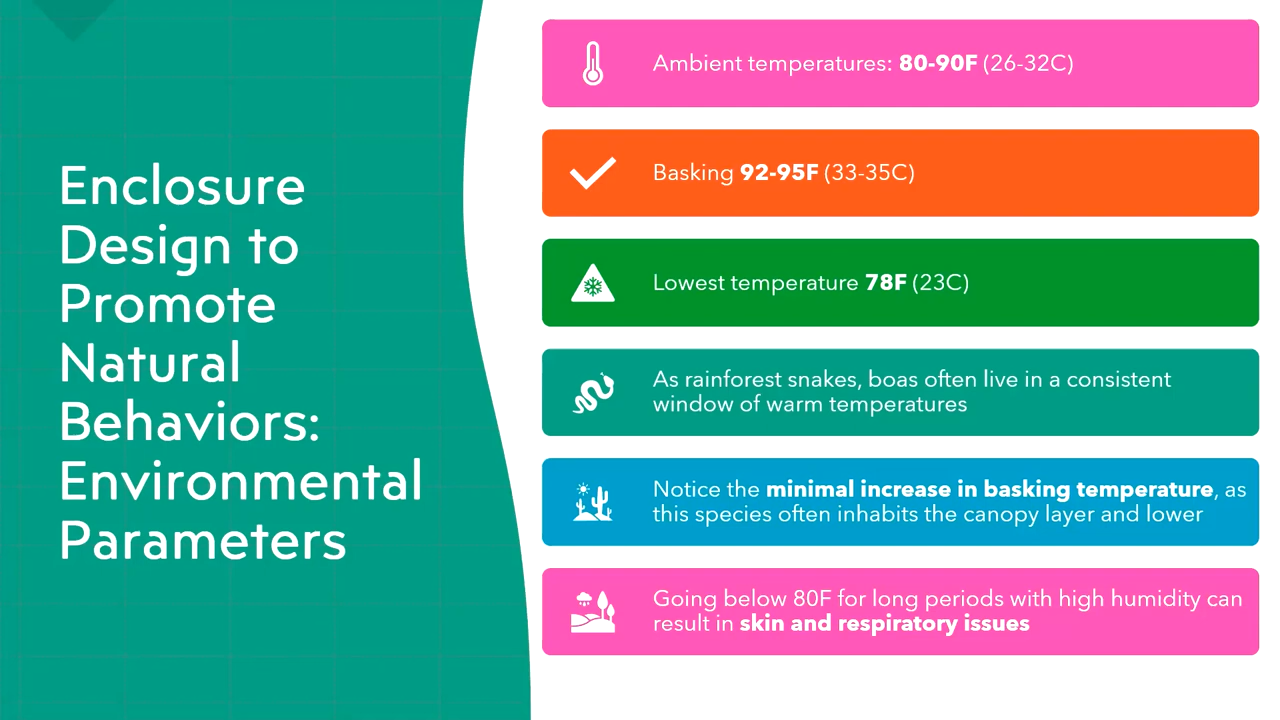 Enclosure
Design to
Promote
Natural
Behaviors:
Environmental
Parameters
Ambient temperatures: 80-90F (26-32C)
Basking 92-95F (33-35C)
Lowest temperature 78F (23C)
As rainforest snakes, boas often live in a consistent
window of warm temperatures
Notice the minimal increase in basking temperature, as
this species often inhabits the canopy layer and lower
Going below 80F for long periods with high humidity can
result in skin and respiratory issues